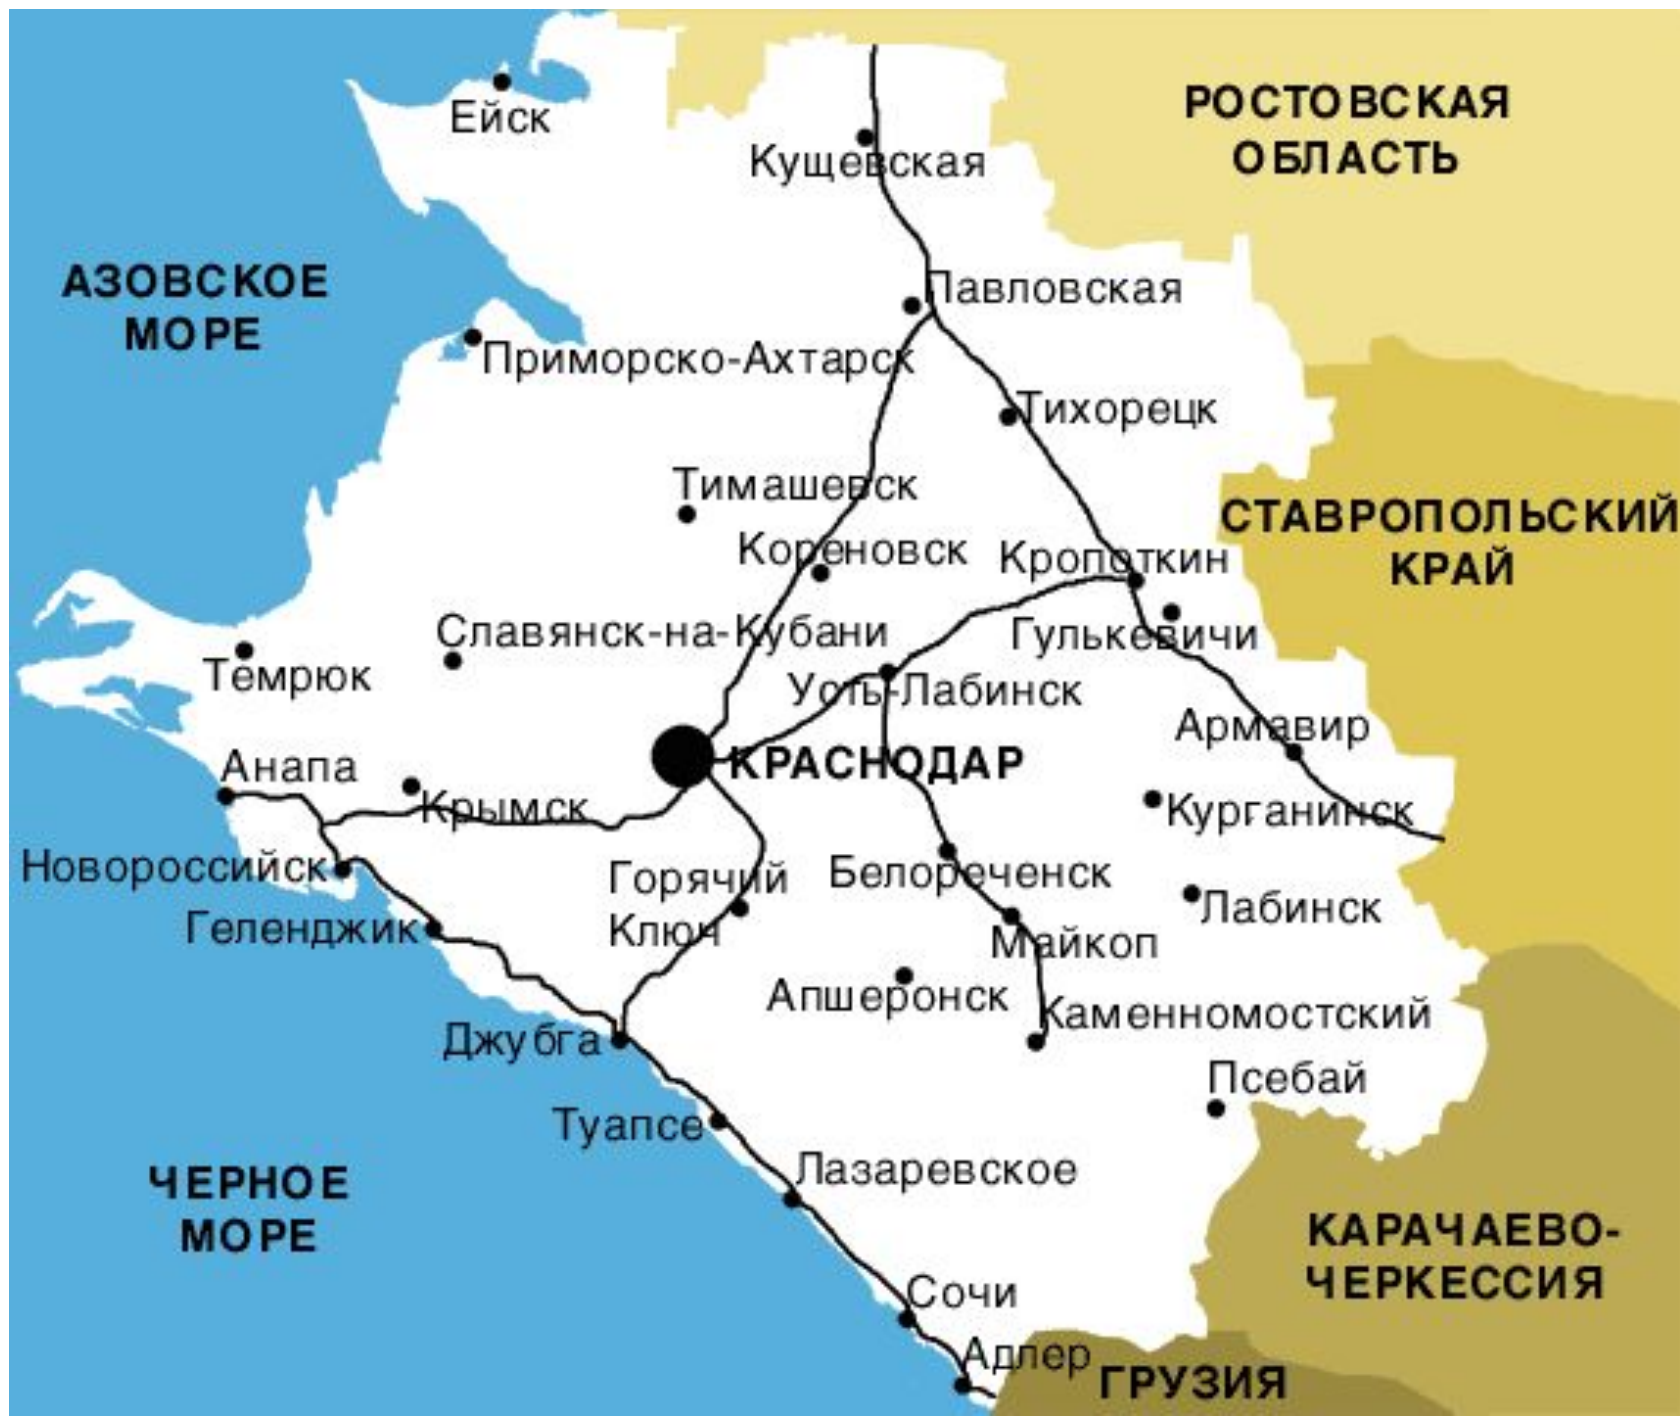 Ейск
РОСТОВСКАЯ
ОБЛАСТЬ
Кущевская
АЗОВСКОЕ
МОРЕ
Павловская
Приморско-Ахтарск
Тихорецк
Тимашевск
СТАВРОПОЛЬСКИЙ
КРАЙ
Кореновск
Кропоткин
Славянск-на-Кубани
Гулькевичи
Темрюк
Усть-Лабинск
Армавир
Анапа
КРАСНОДАР
Крымск
Курганинск
Новороссийск
Горячий
Ключ
Белореченск
Лабинск
Геленджик
Майкоп
Апшеронск
Каменномостский
Джубга
Псебай
Туапсе
Лазаревское
ЧЕРНОЕ
МОРЕ
КАРАЧАЕВО-
ЧЕРКЕССИЯ
Сочи
Адлер
ГРУЗИЯ